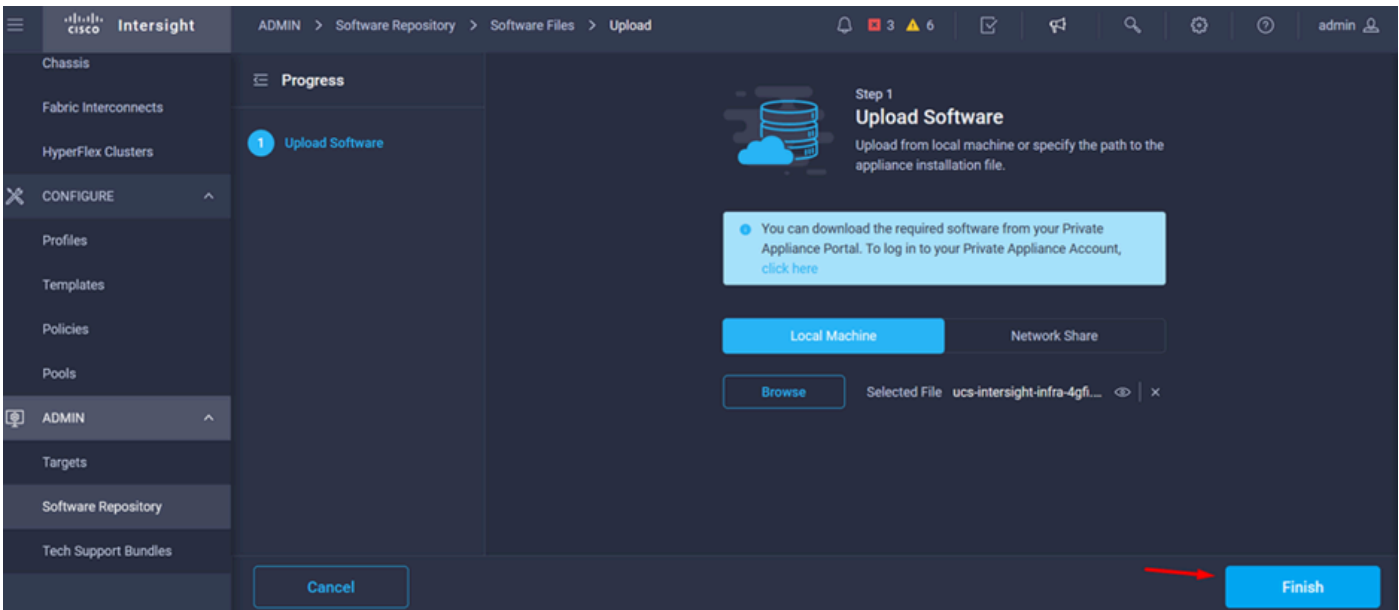 cisco Intersight
ADMIN > Software Repository > Software Files > Upload
3 6
admin
Chassis
Fabric Interconnects
HyperFlex Clusters
CONFIGURE
Profiles
Templates
Policies
Pools
ADMIN
Targets
Software Repository
Tech Support Bundles
Progress
1 Upload Software
Step 1
Upload Software
Upload from local machine or specify the path to the
appliance installation file.
You can download the required software from your Private
Appliance Portal. To log in to your Private Appliance Account,
click here
Local Machine Network Share
Browse Selected File ucs-intersight-infra-4gfi....
Cancel Finish